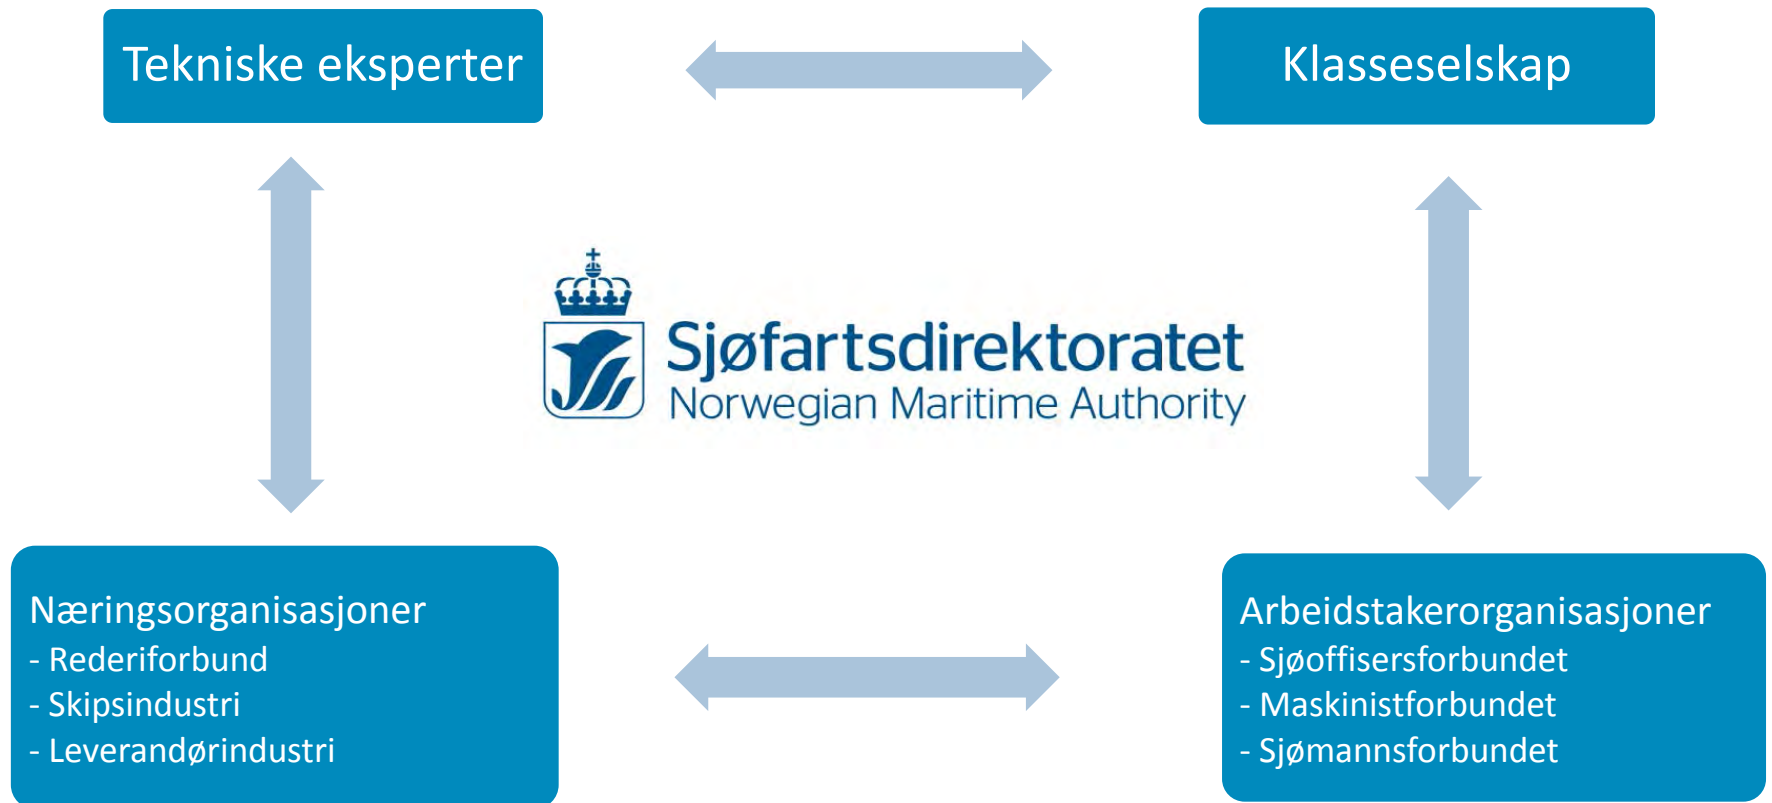 Tekniske eksperter
Klasseselskap
Sjøfartsdirektoratet
Norwegian Maritime Authority
Næringsorganisasjoner
- Rederiforbund
- Skipsindustri
- Leverandørindustri
Arbeidstakerorganisasjoner
- Sjøoffisersforbundet
- Maskinistforbundet
- Sjømannsforbundet